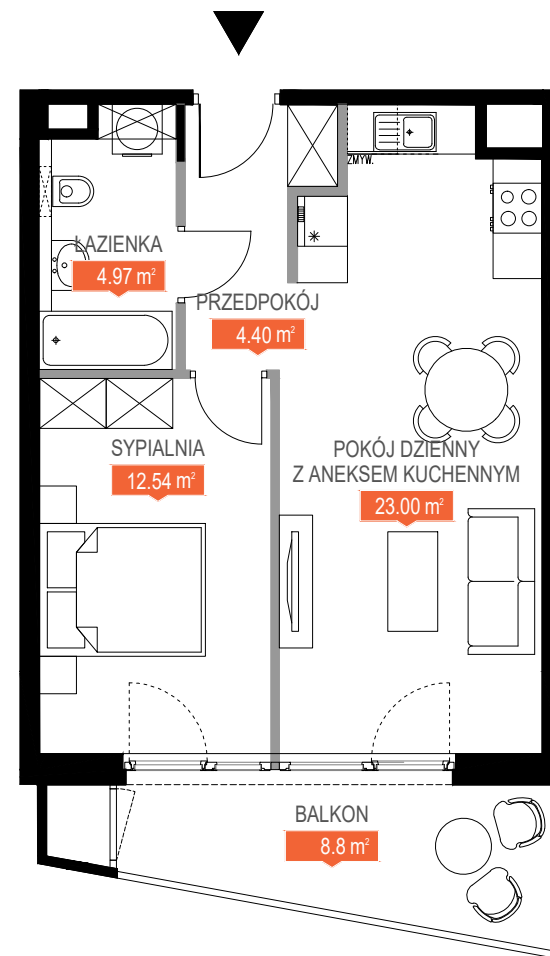 ZMYW.
ŁAZIENKA
4.97 m²
PRZEDPOKÓJ
4.40 m²
SYPIALNIA
12.54 m²
POKÓJ DZIENNY
Z ANEKSEM KUCHENNYM
23.00 m²
BALKON
8.8 m²